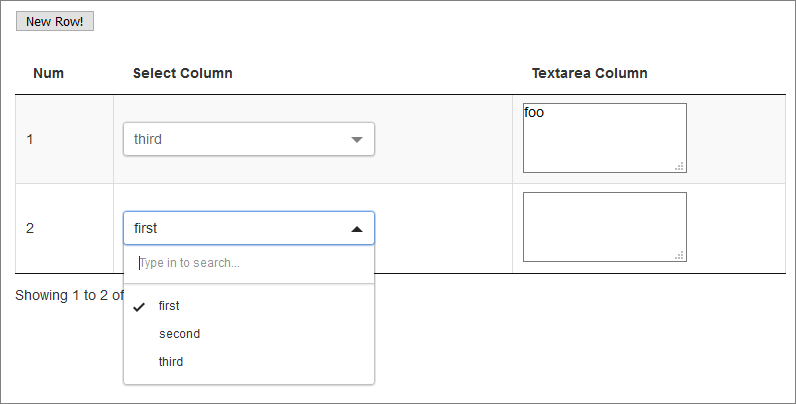 New Row!
Num Select Column Textarea Column
1 third foo
2 first
Type in to search...
Showing 1 to 2 of
first
second
third